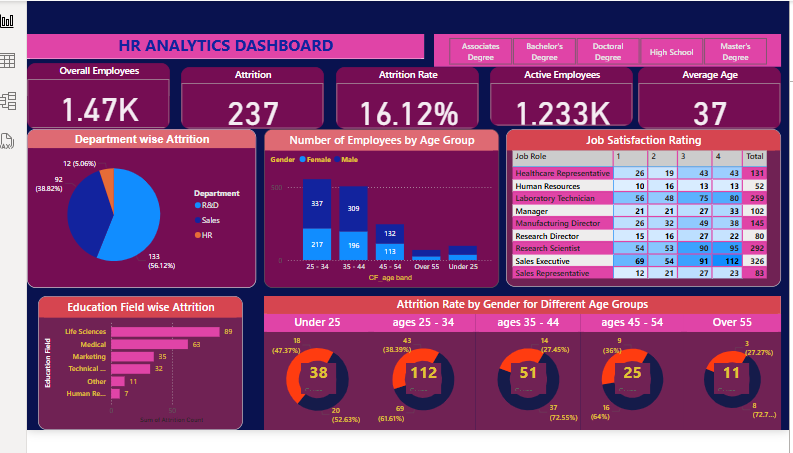 HR ANALYTICS DASHBOARD
Associates Degree
Bachelor's Degree
Doctoral Degree
High School
Master's Degree
Overall Employees
1.47K
Attrition
237
Attrition Rate
16.12%
Active Employees
1.233K
Average Age
37
Department wise Attrition
12 (5.06%)
92 (38.82%)
133 (56.12%)
Department
R&D
Sales
HR
Number of Employees by Age Group
Gender Female Male
500
337 309 132
217 196 113
0
25 - 34 35 - 44 45 - 54 Over 55 Under 25
CF_age band
Job Satisfaction Rating
Job Role 1 2 3 4 Total
Healthcare Representative 26 19 43 43 131
Human Resources 10 16 13 13 52
Laboratory Technician 56 48 75 80 259
Manager 21 21 27 33 102
Manufacturing Director 26 32 49 38 145
Research Director 15 16 27 22 80
Research Scientist 54 53 90 95 292
Sales Executive 69 54 91 112 326
Sales Representative 12 21 27 23 83
Education Field wise Attrition
Education Field
Life Sciences 89
Medical 63
Marketing 35
Technical ... 32
Other 11
Human Re... 7
0 50
Attrition Rate by Gender for Different Age Groups
Under 25 ages 25 - 34 ages 35 - 44 ages 45 - 54 Over 55
18 (47.37%)
38
20 (52.63%)
43 (38.39%)
112
69 (61.61%)
14 (27.45%)
51
37 (72.55%)
9 (36%)
25
16 (64%)
3 (27.27%)
11
8 (72.7...)